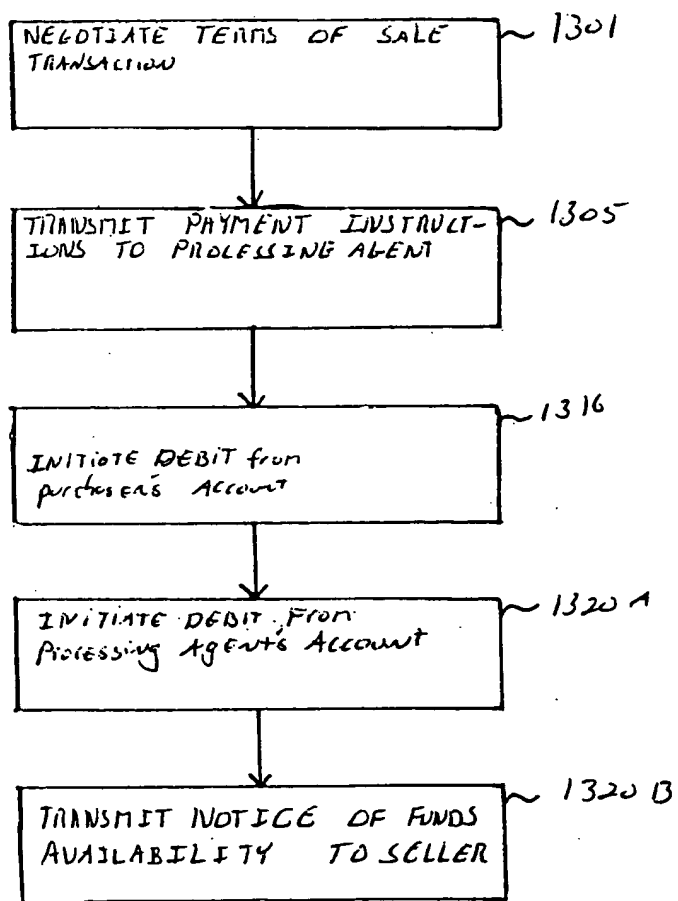 NEGOTIATE TERMS OF SALE
TRANSACTION
1301
TRANSMIT PAYMENT INSTRUCT-
IONS TO PROCESSING AGENT
1305
1316
INITIATE DEBIT from
purchaser's Account
INITIATE DEBIT From
Processing Agent's Account
1320 A
TRANSMIT NOTICE OF FUNDS
AVAILABILITY TO SELLER
1320 B